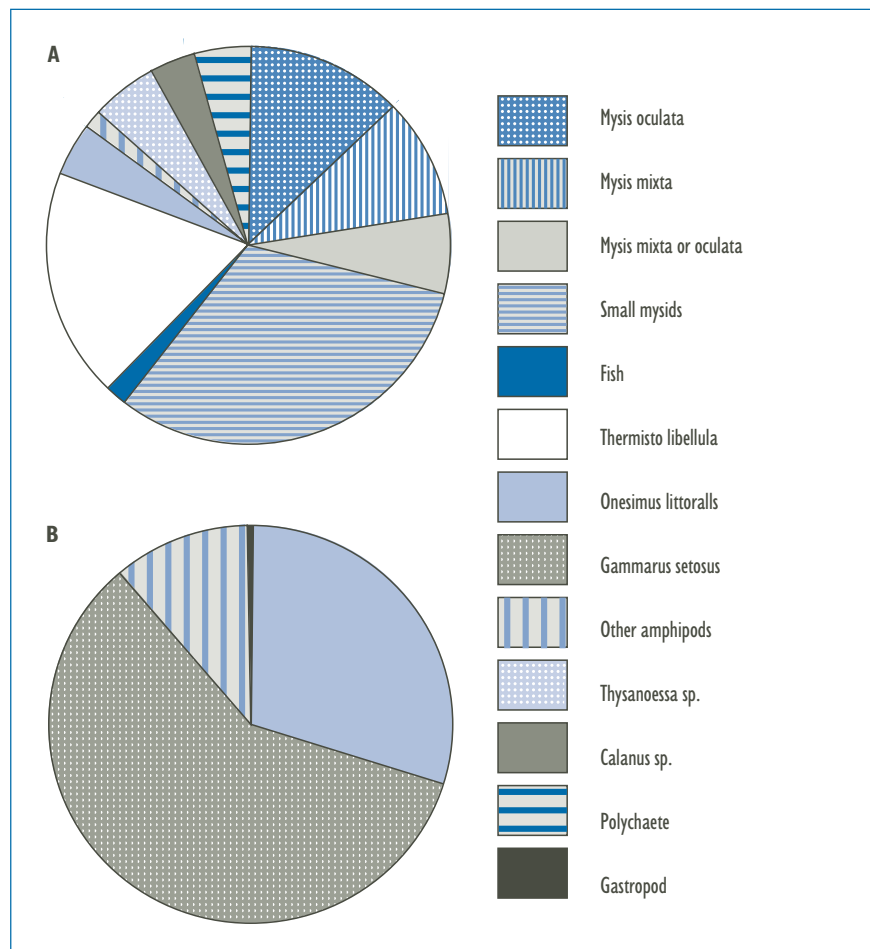 A
Mysis oculata
Mysis mixta
Mysis mixta or oculata
Small mysids
Fish
Thermisto libellula
Onesimus littoralls
B
Gammarus setosus
Other amphipods
Thysanoessa sp.
Calanus sp.
Polychaete
Gastropod